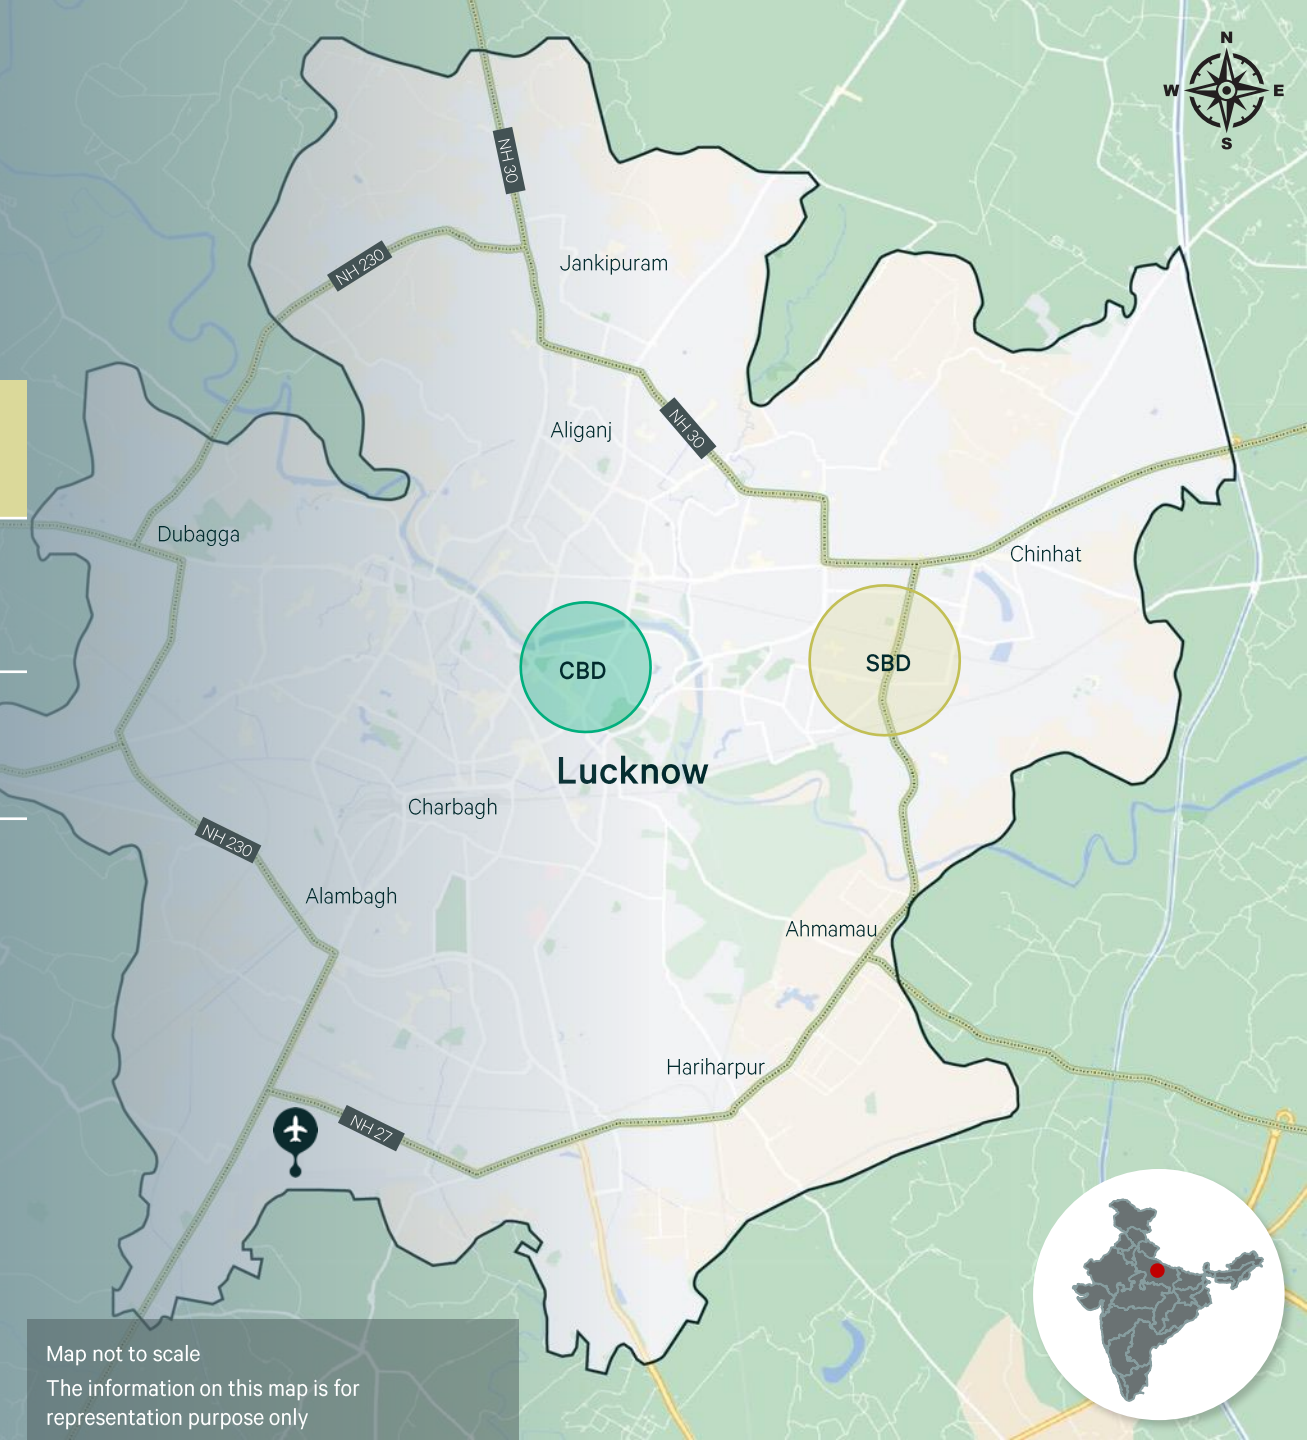 N
W E
S
NH 30
NH 230
Jankipuram
Aliganj
NH 30
Dubagga
Chinhat
CBD
SBD
Lucknow
Charbagh
NH 230
Alambagh
Ahmamau
Hariharpur
NH 27
Map not to scale
The information on this map is for
representation purpose only